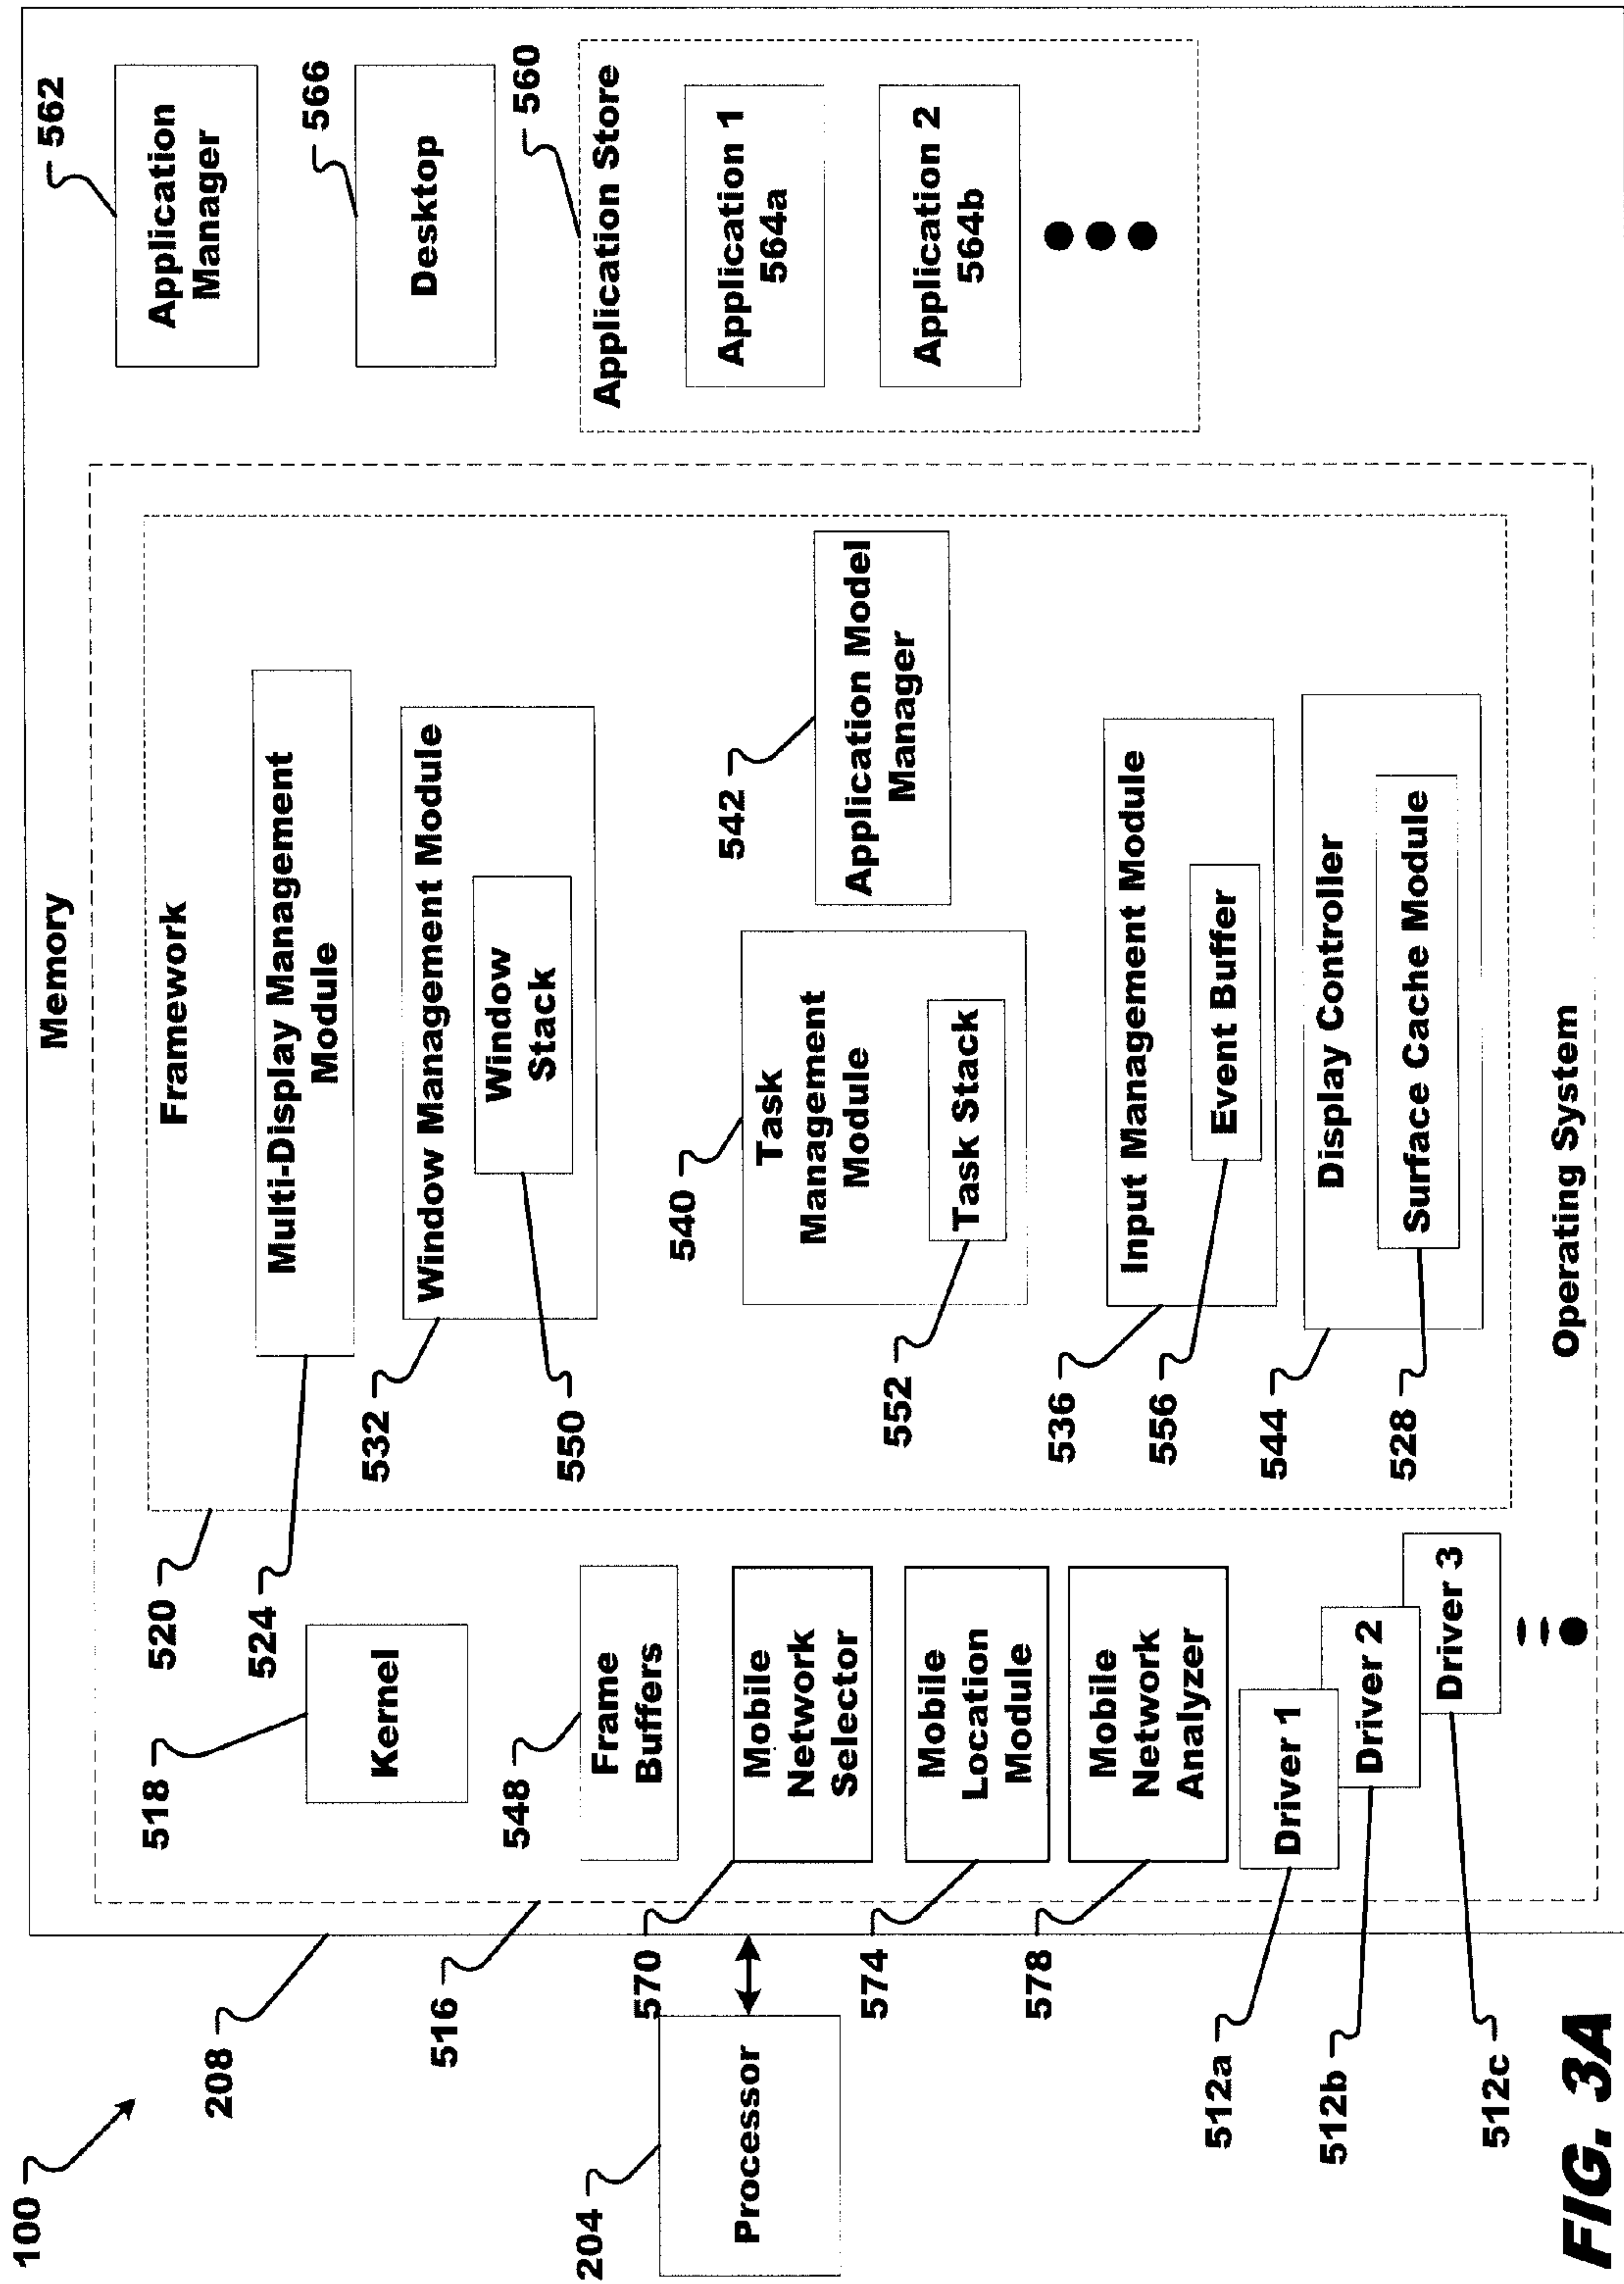 100
208
Memory
516
Operating System
520
Framework
518
Kernel
548
Frame
Buffers
570
Mobile
Network
Selector
574
Mobile
Location
Module
578
Mobile
Network
Analyzer
512a
Driver 1
512b
Driver 2
512c
Driver 3
204
Processor
524
Multi-Display Management
Module
532
Window Management Module
550
Window
Stack
540
Task
Management
Module
552
Task Stack
542
Application Model
Manager
536
Input Management Module
556
Event Buffer
544
Display Controller
528
Surface Cache Module
562
Application
Manager
566
Desktop
560
Application Store
Application 1
564a
Application 2
564b
FIG. 3A